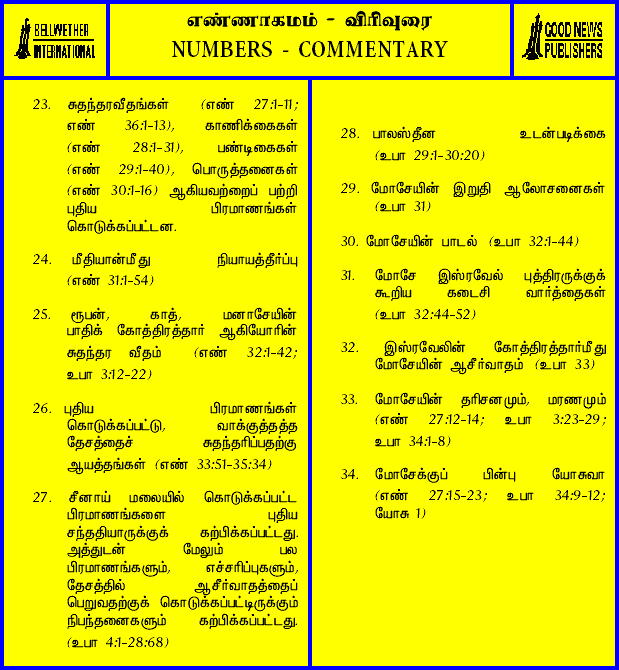 BELLWETHER
INTERNATIONAL
எண்ணாகமம் - விரிவுரை
NUMBERS - COMMENTARY
GOOD NEWS
PUBLISHERS
23. சுதந்தரவீதங்கள் (எண் 27:1-11;
எண் 36:1-13), காணிக்கைகள்
(எண் 28:1-31), பண்டிகைகள்
(எண் 29:1-40), பொருத்தனைகள்
(எண் 30:1-16) ஆகியவற்றைப் பற்றி
புதிய பிரமாணங்கள்
கொடுக்கப்பட்டன.
24. மீதியான்மீது நியாயத்தீர்ப்பு
(எண் 31:1-54)
25. ரூபன், காத், மனாசேயின்
பாதிக் கோத்திரத்தார் ஆகியோரின்
சுதந்தர வீதம் (எண் 32:1-42;
உபா 3:12-22)
26. புதிய பிரமாணங்கள்
கொடுக்கப்பட்டு, வாக்குத்தத்த
தேசத்தைச் சுதந்தரிப்பதற்கு
ஆயத்தங்கள் (எண் 33:51-35:34)
27. சீனாய் மலையில் கொடுக்கப்பட்ட
பிரமாணங்களை புதிய
சந்ததியாருக்குக் கற்பிக்கப்பட்டது.
அத்துடன் மேலும் பல
பிரமாணங்களும், எச்சரிப்புகளும்,
தேசத்தில் ஆசீர்வாதத்தைப்
பெறுவதற்குக் கொடுக்கப்பட்டிருக்கும்
நிபந்தனைகளும் கற்பிக்கப்பட்டது.
(உபா 4:1-28:68)
28. பாலஸ்தீன உடன்படிக்கை
(உபா 29:1-30:20)
29. மோசேயின் இறுதி ஆலோசனைகள்
(உபா 31)
30. மோசேயின் பாடல் (உபா 32:1-44)
31. மோசே இஸ்ரவேல் புத்திரருக்குக்
கூறிய கடைசி வார்த்தைகள்
(உபா 32:44-52)
32. இஸ்ரவேலின் கோத்திரத்தார்மீது
மோசேயின் ஆசீர்வாதம் (உபா 33)
33. மோசேயின் தரிசனமும், மரணமும்
(எண் 27:12-14; உபா 3:23-29;
உபா 34:1-8)
34. மோசேக்குப் பின்பு யோசுவா
(எண் 27:15-23; உபா 34:9-12;
யோசு 1)